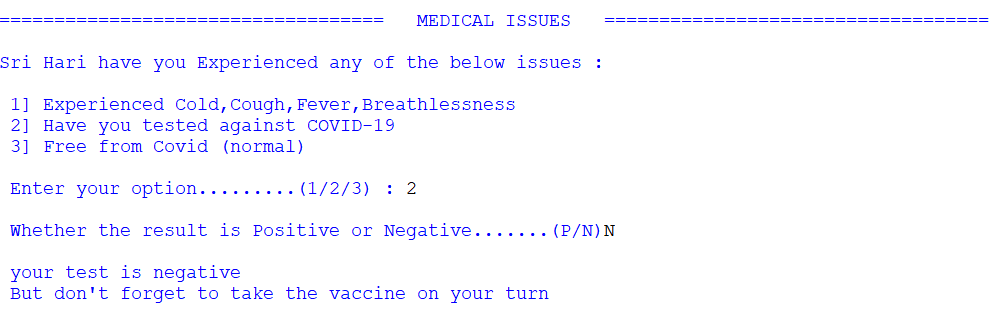 ===================================   MEDICAL ISSUES   ===================================
Sri Hari have you Experienced any of the below issues :
1] Experienced Cold,Cough,Fever,Breathlessness
2] Have you tested against COVID-19
3] Free from Covid (normal)
Enter your option.........(1/2/3) : 2
Whether the result is Positive or Negative.......(P/N)N
your test is negative
But don't forget to take the vaccine on your turn